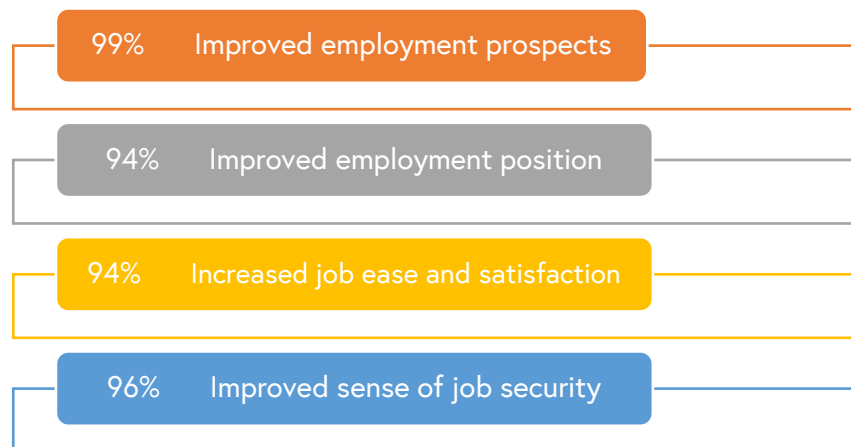 99% Improved employment prospects
94% Improved employment position
94% Increased job ease and satisfaction
96% Improved sense of job security